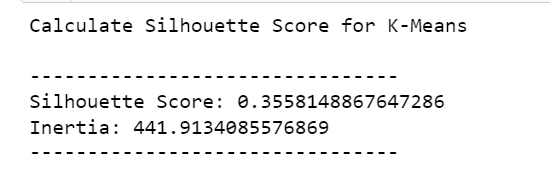 Calculate Silhouette Score for K-Means
--------------------------------
Silhouette Score: 0.3558148867647286
Inertia: 441.9134085576869
--------------------------------